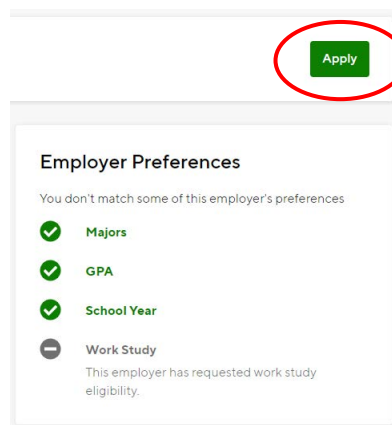 Apply
Employer Preferences
You don't match some of this employer's preferences
Majors
GPA
School Year
Work Study
This employer has requested work study
eligibility.